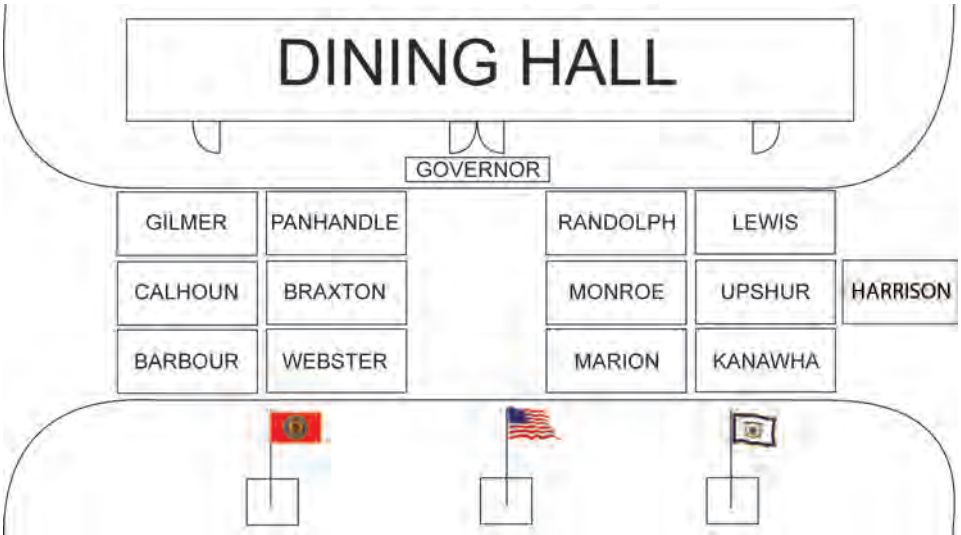 DINING HALL
GOVERNOR
GILMER PANHANDLE RANDOLPH LEWIS
CALHOUN BRAXTON MONROE UPSHUR HARRISON
BARBOUR WEBSTER MARION KANAWHA